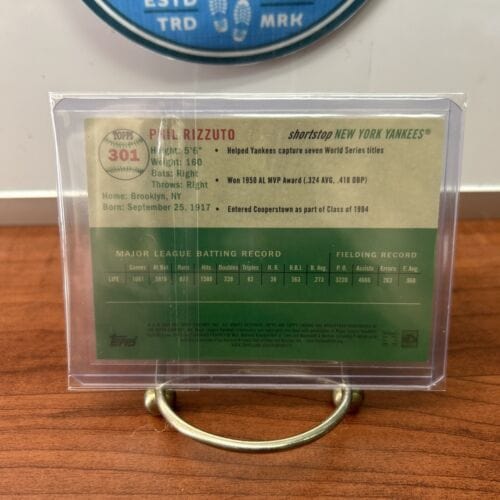 ESTD
TRD MRK
TOPPS
301
PHIL RIZZUTO
shortstop NEW YORK YANKEES®
Height: 5'6"
Weight: 160
Bats: Right
Throws: Right
Home: Brooklyn, NY
Born: September 25, 1917
• Helped Yankees capture seven World Series titles
• Won 1950 AL MVP Award (.324 AVG, .418 OBP)
• Entered Cooperstown as part of Class of 1994
MAJOR LEAGUE BATTING RECORD FIELDING RECORD
Games At Bat Runs Hits Doubles Triples H. R. R.B.I. B. Avg. P. O. Assists Errors F. Avg.
LIFE 1661 5816 877 1588 239 62 38 563 .273 3220 4666 263 .968
Topps